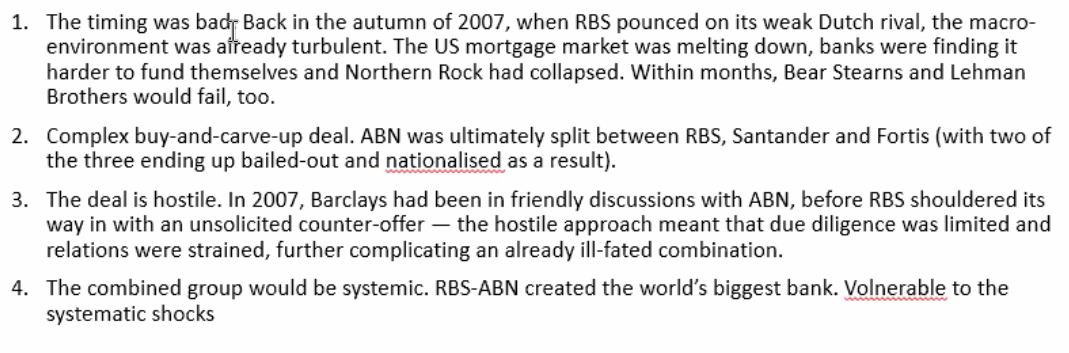 1. The timing was bad. Back in the autumn of 2007, when RBS pounced on its weak Dutch rival, the macro-
environment was already turbulent. The US mortgage market was melting down, banks were finding it
harder to fund themselves and Northern Rock had collapsed. Within months, Bear Stearns and Lehman
Brothers would fail, too.
2. Complex buy-and-carve-up deal. ABN was ultimately split between RBS, Santander and Fortis (with two of
the three ending up bailed-out and nationalised as a result).
3. The deal is hostile. In 2007, Barclays had been in friendly discussions with ABN, before RBS shouldered its
way in with an unsolicited counter-offer — the hostile approach meant that due diligence was limited and
relations were strained, further complicating an already ill-fated combination.
4. The combined group would be systemic. RBS-ABN created the world’s biggest bank. Volnerable to the
systematic shocks